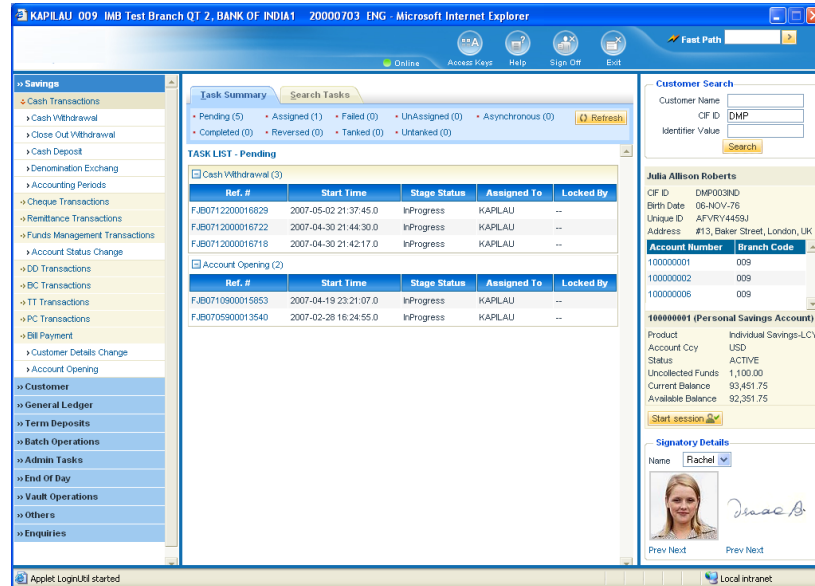 KAPILAU 009 IMB Test Branch QT 2, BANK OF INDIA1 20000703 ENG - Microsoft Internet Explorer
Fast Path
Online Access Keys Help Sign Off Exit
» Savings
Cash Transactions
Cash Withdrawal
Close Out Withdrawal
Cash Deposit
Denomination Exchang
Accounting Periods
Cheque Transactions
Remittance Transactions
Funds Management Transactions
Account Status Change
DD Transactions
BC Transactions
TT Transactions
PC Transactions
Bill Payment
Customer Details Change
Account Opening
» Customer
» General Ledger
» Term Deposits
» Batch Operations
» Admin Tasks
» End Of Day
» Vault Operations
» Others
» Enquiries
Task Summary Search Tasks
• Pending (5) • Assigned (1) • Failed (0) • UnAssigned (0) • Asynchronous (0) Refresh
• Completed (0) • Reversed (0) • Tanked (0) • Untanked (0)
TASK LIST - Pending
Cash Withdrawal (3)
Ref. # Start Time Stage Status Assigned To Locked By
FJB0712200016829 2007-05-02 21:37:45.0 InProgress KAPILAU --
FJB0712000016722 2007-04-30 21:44:30.0 InProgress KAPILAU --
FJB0712000016718 2007-04-30 21:42:17.0 InProgress KAPILAU --
Account Opening (2)
Ref. # Start Time Stage Status Assigned To Locked By
FJB0710900015853 2007-04-19 23:21:07.0 InProgress KAPILAU --
FJB0705900013540 2007-02-28 16:24:55.0 InProgress KAPILAU --
Customer Search
Customer Name
CIF ID DMP
Identifier Value
Search
Julia Allison Roberts
CIF ID DMP003IND
Birth Date 06-NOV-76
Unique ID AFVRY4459J
Address #13, Baker Street, London, UK
Account Number Branch Code
100000001 009
100000002 009
100000006 009
100000001 (Personal Savings Account)
Product Individual Savings-LCY
Account Ccy USD
Status ACTIVE
Uncollected Funds 1,100.00
Current Balance 93,451.75
Available Balance 92,351.75
Start session
Signatory Details
Name Rachel
Prev Next Prev Next
Applet LoginUtil started
Local intranet